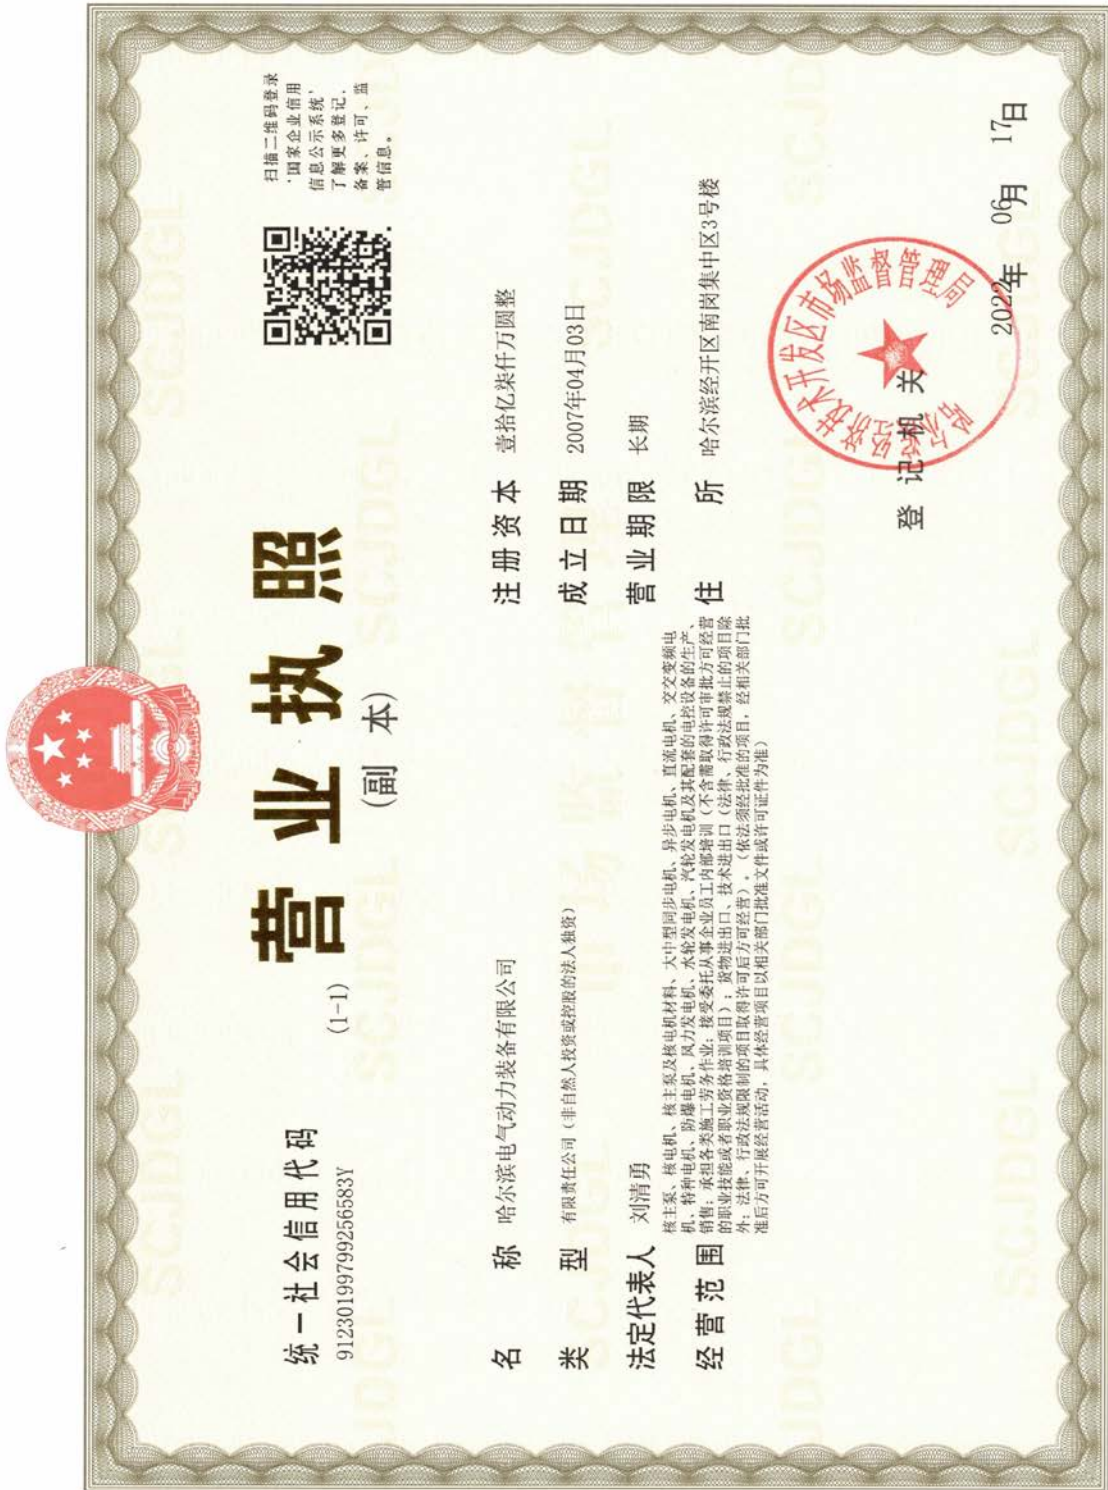 统一社会信用代码
91230199799256583Y
营业执照
(副 本)
(1-1)
扫描二维码登录
‘国家企业信用
信息公示系统’
了解更多登记、
备案、许可、监
管信息。
名 称 哈尔滨电气动力装备有限公司
类 型 有限责任公司（非自然人投资或控股的法人独资）
法定代表人 刘清勇
经营范围 核主泵、核电机、核主泵及核电机材料、大中型同步电机、异步电机、直流电机、交交变频电
机、特种电机、防爆电机、风力发电机、水轮发电机、汽轮发电机及其配套的电控设备的生产、
销售；承担各类施工劳务作业；接受委托从事企业员工内部培训（不含需取得许可审批方可经营
的职业技能或者职业资格培训项目）；货物进出口、技术进出口（法律、行政法规禁止的项目除
外；法律、行政法规限制的项目取得许可后方可经营）。（依法须经批准的项目，经相关部门批
准后方可开展经营活动，具体经营项目以相关部门批准文件或许可证件为准）
注册资本 壹拾亿柒仟万圆整
成立日期 2007年04月03日
营业期限 长期
住 所 哈尔滨经开区南岗集中区3号楼
登记机关
哈尔滨经济技术开发区市场监督管理局
2022年 06月 17日
SCJDGL